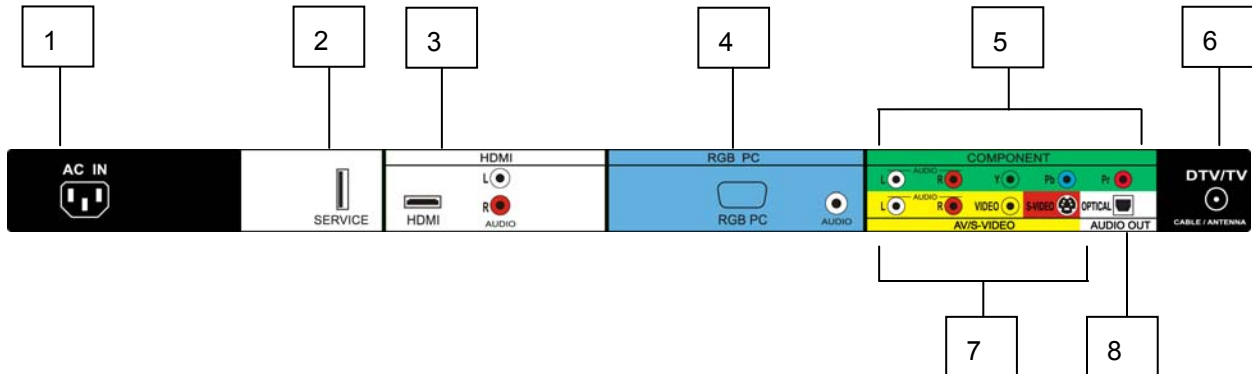 1
2
3
4
5
6
AC IN
SERVICE
HDMI
L
R
HDMI
AUDIO
RGB PC
RGB PC
AUDIO
COMPONENT
L AUDIO R Y Pb Pr
L AUDIO R VIDEO S-VIDEO OPTICAL
AV/S-VIDEO AUDIO OUT
DTV/TV
CABLE / ANTENNA
7
8